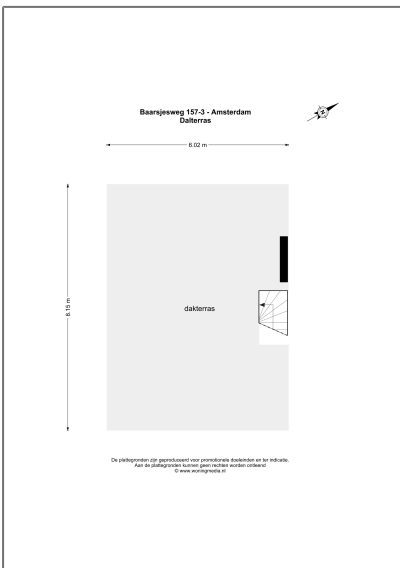 Baarsjesweg 157-3 - Amsterdam
Dalterras
N
6.02 m
8.15 m
dakterras
De plattegronden zijn geproduceerd voor promotionele doeleinden en ter indicatie.
Aan de plattegronden kunnen geen rechten worden ontleend
© www.woningmedia.nl